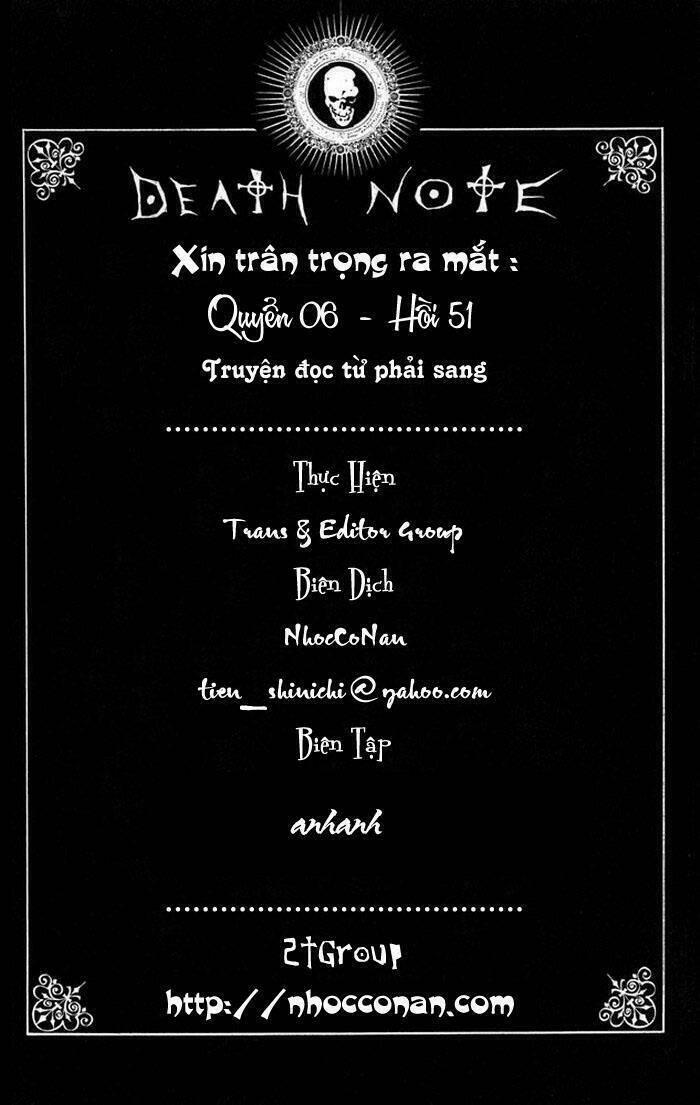 DEATH NOTE
Xin trân trọng ra mắt :
Quyển 06 - Hồi 51
Truyện đọc từ phải sang
Thực Hiện
Trans & Editor Group
Biên Dịch
NhocCoNan
tien_shinichi@yahoo.com
Biên Tập
anhanh
2tGroup
http://nhocconan.com